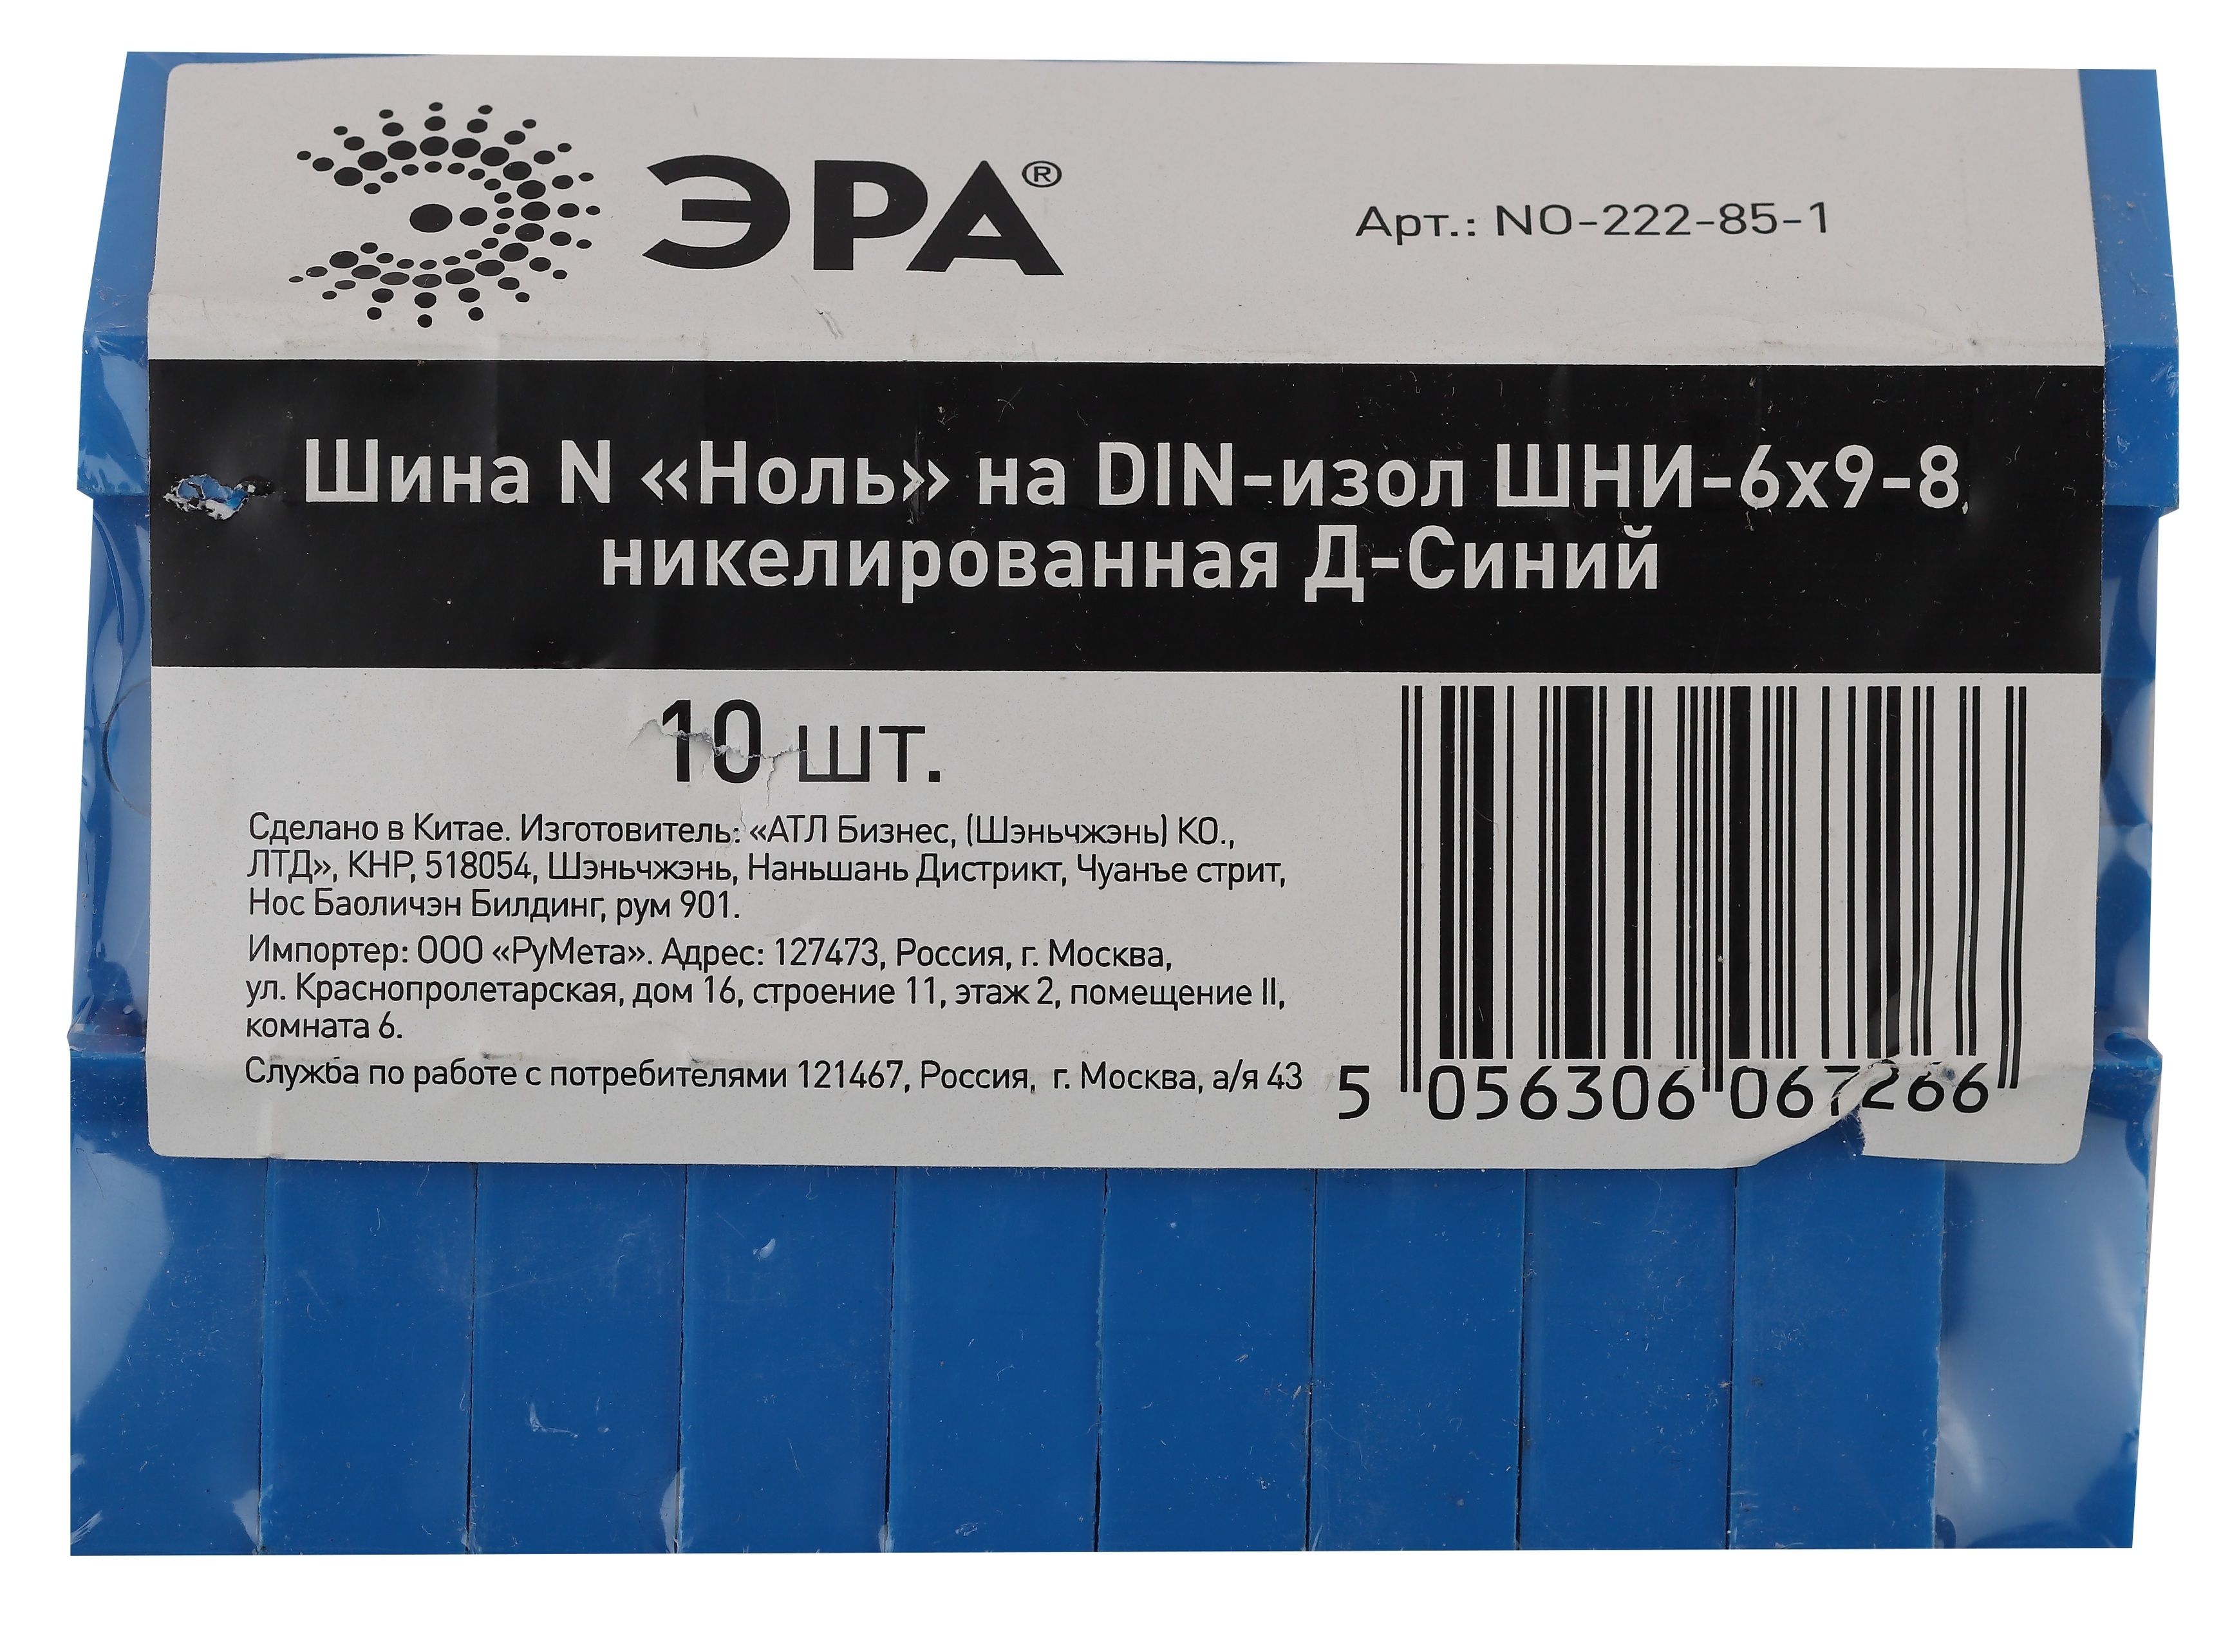 ЭРА®
Арт.: NO-222-85-1
Шина N «Ноль» на DIN-изол ШНИ-6х9-8,
никелированная Д-Синий
10 шт.
Сделано в Китае. Изготовитель: «АТЛ Бизнес, (Шэньчжэнь) КО.,
ЛТД», КНР, 518054, Шэньчжэнь, Наньшань Дистрикт, Чуанъе стрит,
Нос Баоличэн Билдинг, рум 901.
Импортер: ООО «РуМета». Адрес: 127473, Россия, г. Москва,
ул. Краснопролетарская, дом 16, строение 11, этаж 2, помещение II,
комната 6.
Служба по работе с потребителями 121467, Россия, г. Москва, а/я 43
5 056306 067266